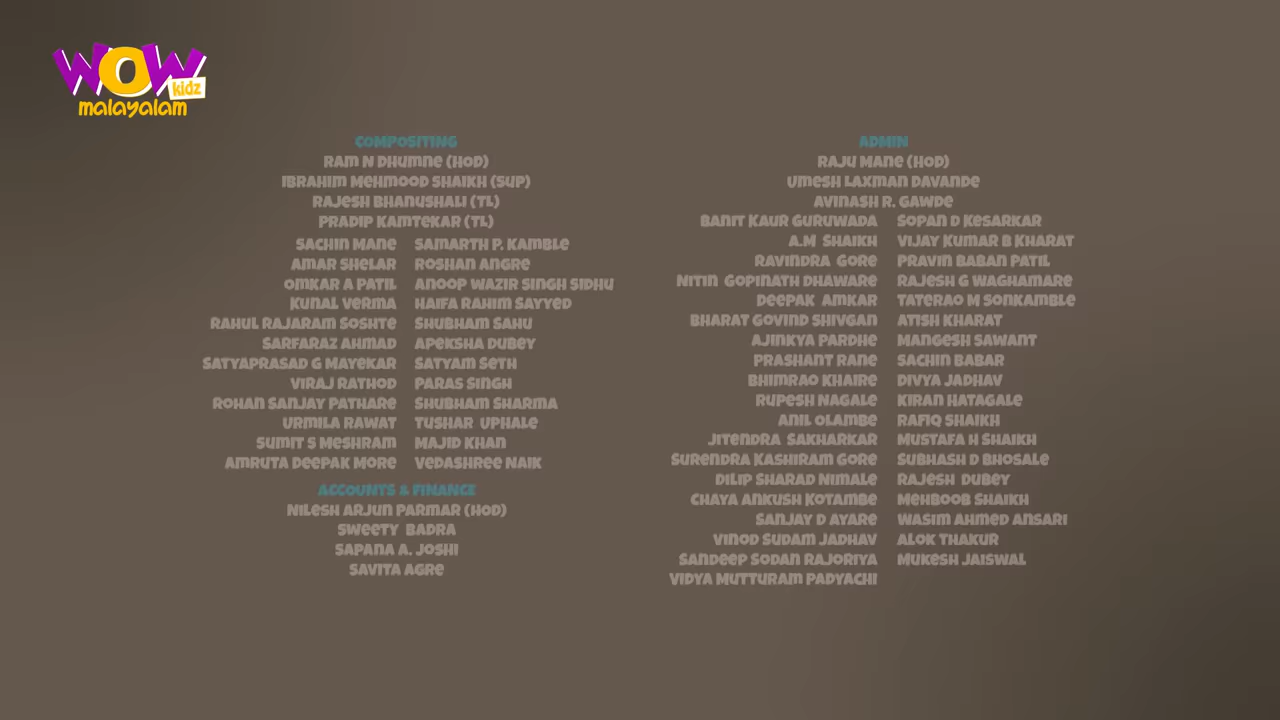 WOW
kidz
malayalam
COMPOSITING
RAM N DHUMNE (HOD)
IBRAHIM MEHMOOD SHAIKH (SUP)
RAJESH BHANUSHALI (TL)
PRADIP KAMTEKAR (TL)
SACHIN MANE SAMARTH P. KAMBLE
AMAR SHELAR ROSHAN ANGRE
OMKAR A PATIL ANOOP WAZIR SINGH SIDHU
KUNAL VERMA HAIFA RAHIM SAYYED
RAHUL RAJARAM SOSHTE SHUBHAM SAHU
SARFARAZ AHMAD APEKSHA DUBEY
SATYAPRASAD G MAYEKAR SATYAM SETH
VIRAJ RATHOD PARAS SINGH
ROHAN SANJAY PATHARE SHUBHAM SHARMA
URMILA RAWAT TUSHAR UPHALE
SUMIT S MESHRAM MAJID KHAN
AMRUTA DEEPAK MORE VEDASHREE NAIK
ACCOUNTS & FINANCE
NILESH ARJUN PARMAR (HOD)
SWEETY BADRA
SAPANA A. JOSHI
SAVITA AGRE
ADMIN
RAJU MANE (HOD)
UMESH LAXMAN DAVANDE
AVINASH R. GAWDE
BANIT KAUR GURUWADA SOPAN D KESARKAR
A.M SHAIKH VIJAY KUMAR B KHARAT
RAVINDRA GORE PRAVIN BABAN PATIL
NITIN GOPINATH DHAWARE RAJESH G WAGHAMARE
DEEPAK AMKAR TATERAO M SONKAMBLE
BHARAT GOVIND SHIVGAN ATISH KHARAT
AJINKYA PARDHE MANGESH SAWANT
PRASHANT RANE SACHIN BABAR
BHIMRAO KHAIRE DIVYA JADHAV
RUPESH NAGALE KIRAN HATAGALE
ANIL OLAMBE RAFIQ SHAIKH
JITENDRA SAKHARKAR MUSTAFA H SHAIKH
SURENDRA KASHIRAM GORE SUBHASH D BHOSALE
DILIP SHARAD NIMALE RAJESH DUBEY
CHAYA ANKUSH KOTAMBE MEHBOOB SHAIKH
SANJAY D AYARE WASIM AHMED ANSARI
VINOD SUDAM JADHAV ALOK THAKUR
SANDEEP SODAN RAJORIYA MUKESH JAISWAL
VIDYA MUTTURAM PADYACHI